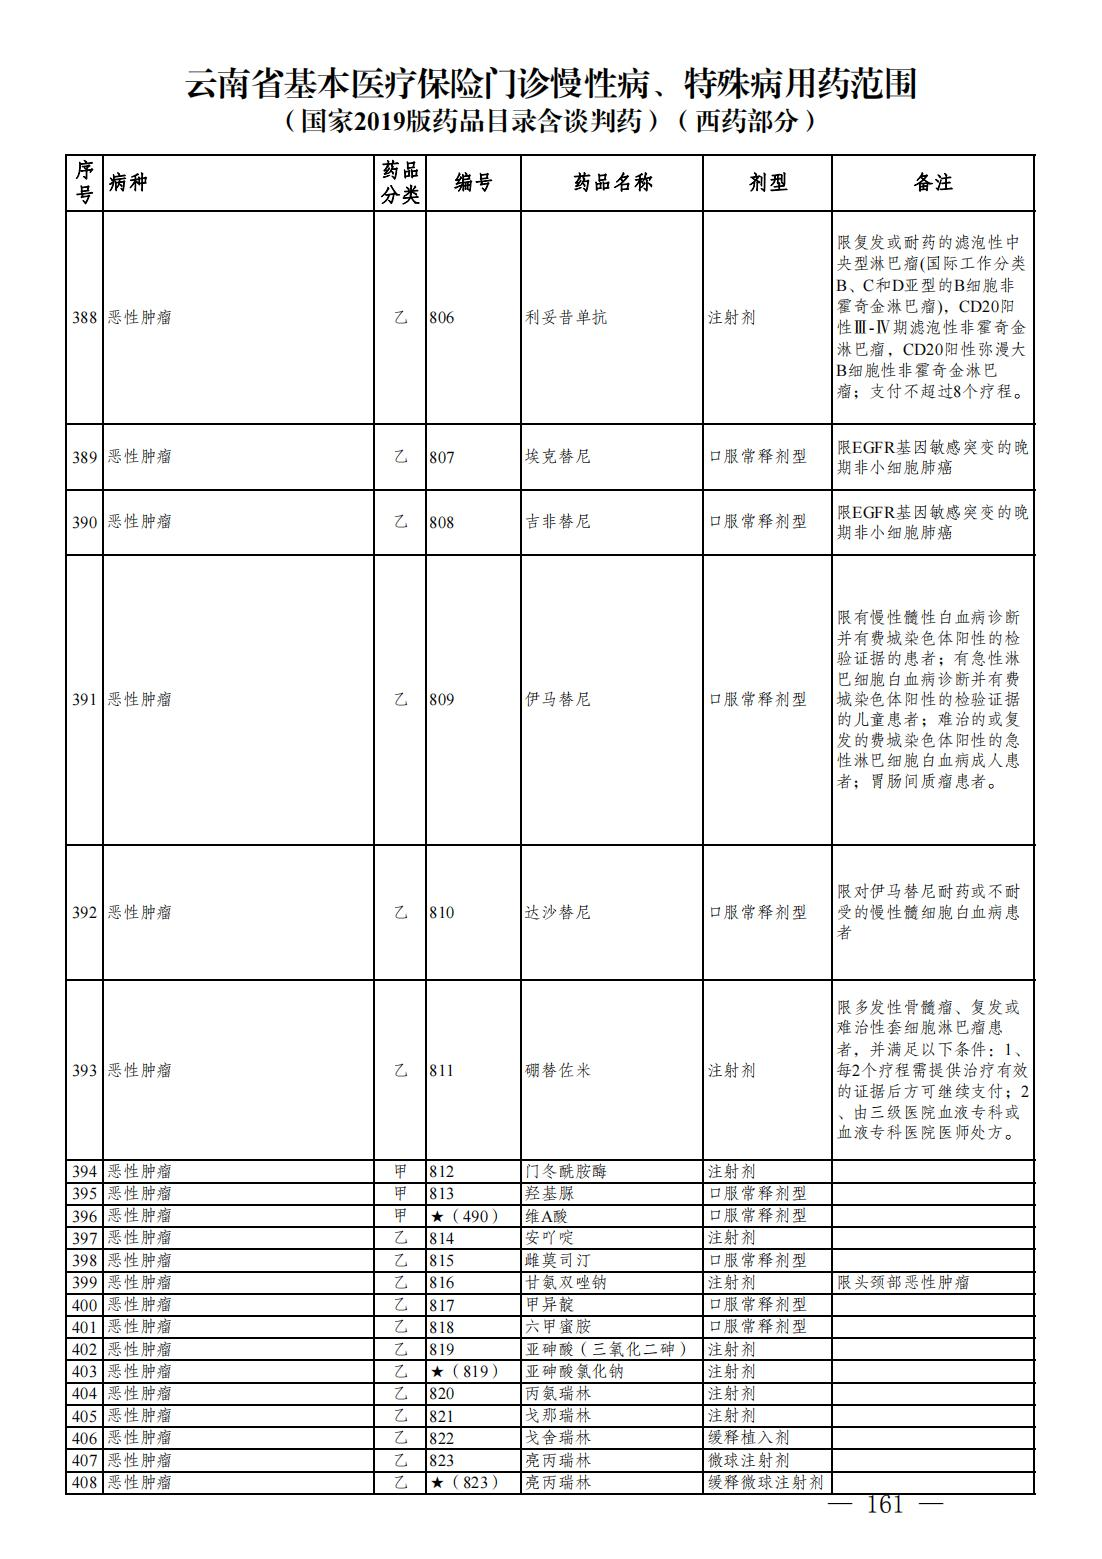 云南省基本医疗保险门诊慢性病、特殊病用药范围
（国家2019版药品目录含谈判药）（西药部分）
序号 病种 药品分类 编号 药品名称 剂型 备注
388 恶性肿瘤 乙 806 利妥昔单抗 注射剂
限复发或耐药的滤泡性中
央型淋巴瘤(国际工作分类
B、C和D亚型的B细胞非
霍奇金淋巴瘤)，CD20阳
性Ⅲ-Ⅳ期滤泡性非霍奇金
淋巴瘤，CD20阳性弥漫大
B细胞性非霍奇金淋巴
瘤；支付不超过8个疗程。
389 恶性肿瘤 乙 807 埃克替尼 口服常释剂型
限EGFR基因敏感突变的晚
期非小细胞肺癌
390 恶性肿瘤 乙 808 吉非替尼 口服常释剂型
限EGFR基因敏感突变的晚
期非小细胞肺癌
391 恶性肿瘤 乙 809 伊马替尼 口服常释剂型
限有慢性髓性白血病诊断
并有费城染色体阳性的检
验证据的患者；有急性淋
巴细胞白血病诊断并有费
城染色体阳性的检验证据
的儿童患者；难治的或复
发的费城染色体阳性的急
性淋巴细胞白血病成人患
者；胃肠间质瘤患者。
392 恶性肿瘤 乙 810 达沙替尼 口服常释剂型
限对伊马替尼耐药或不耐
受的慢性髓细胞白血病患
者
393 恶性肿瘤 乙 811 硼替佐米 注射剂
限多发性骨髓瘤、复发或
难治性套细胞淋巴瘤患
者，并满足以下条件：1、
每2个疗程需提供治疗有效
的证据后方可继续支付；2
、由三级医院血液专科或
血液专科医院医师处方。
394 恶性肿瘤 甲 812 门冬酰胺酶 注射剂
395 恶性肿瘤 甲 813 羟基脲 口服常释剂型
396 恶性肿瘤 甲 ★（490） 维A酸 口服常释剂型
397 恶性肿瘤 乙 814 安吖啶 注射剂
398 恶性肿瘤 乙 815 雌莫司汀 口服常释剂型
399 恶性肿瘤 乙 816 甘氨双唑钠 注射剂 限头颈部恶性肿瘤
400 恶性肿瘤 乙 817 甲异靛 口服常释剂型
401 恶性肿瘤 乙 818 六甲蜜胺 口服常释剂型
402 恶性肿瘤 乙 819 亚砷酸（三氧化二砷） 注射剂
403 恶性肿瘤 乙 ★（819） 亚砷酸氯化钠 注射剂
404 恶性肿瘤 乙 820 丙氨瑞林 注射剂
405 恶性肿瘤 乙 821 戈那瑞林 注射剂
406 恶性肿瘤 乙 822 戈舍瑞林 缓释植入剂
407 恶性肿瘤 乙 823 亮丙瑞林 微球注射剂
408 恶性肿瘤 乙 ★（823） 亮丙瑞林 缓释微球注射剂
— 161 —